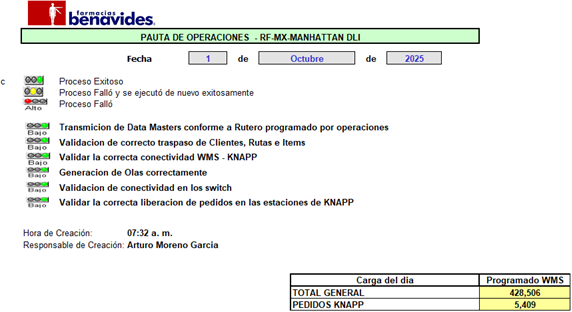 farmacias
benavides
PAUTA DE OPERACIONES - RF-MX-MANHATTAN DLI
Fecha 1 de Octubre de 2025
c Proceso Exitoso
Proceso Falló y se ejecutó de nuevo exitosamente
Alto Proceso Falló
Bajo Transmicion de Data Masters conforme a Rutero programado por operaciones
Bajo Validacion de correcto traspaso de Clientes, Rutas e Items
Bajo Validar la correcta conectividad WMS - KNAPP
Bajo Generacion de Olas correctamente
Bajo Validacion de conectividad en los switch
Bajo Validar la correcta liberacion de pedidos en las estaciones de KNAPP
Hora de Creación: 07:32 a. m.
Responsable de Creación: Arturo Moreno Garcia
Carga del dia Programado WMS
TOTAL GENERAL 428,506
PEDIDOS KNAPP 5,409